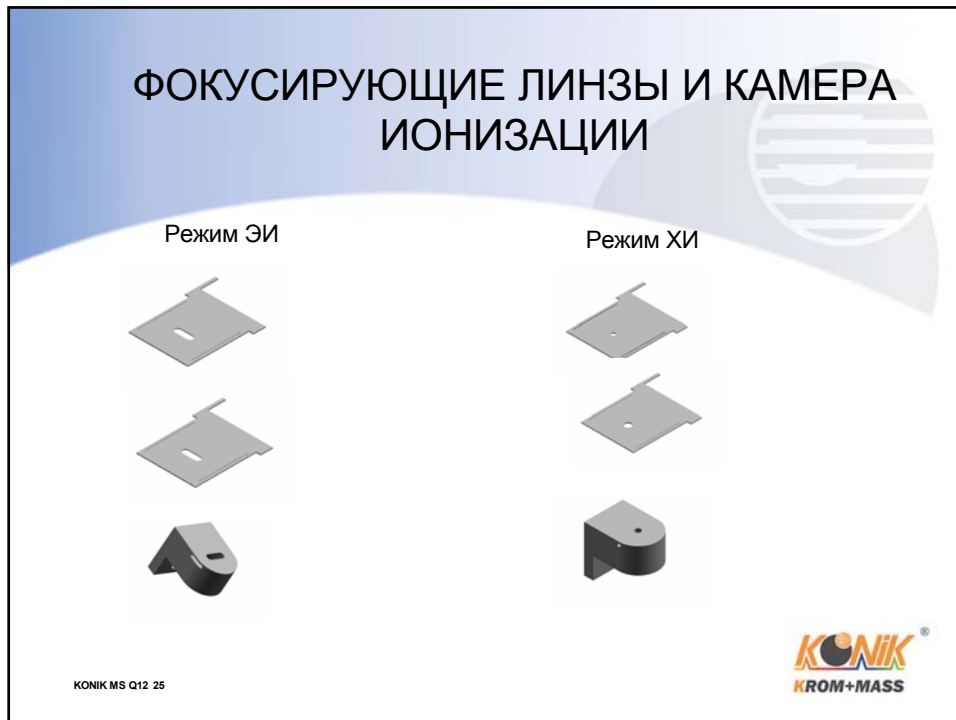 ФОКУСИРУЮЩИЕ ЛИНЗЫ И КАМЕРА
ИОНИЗАЦИИ
Режим ЭИ
Режим ХИ
KONIK MS Q12 25
KONiK ®
KROM+MASS